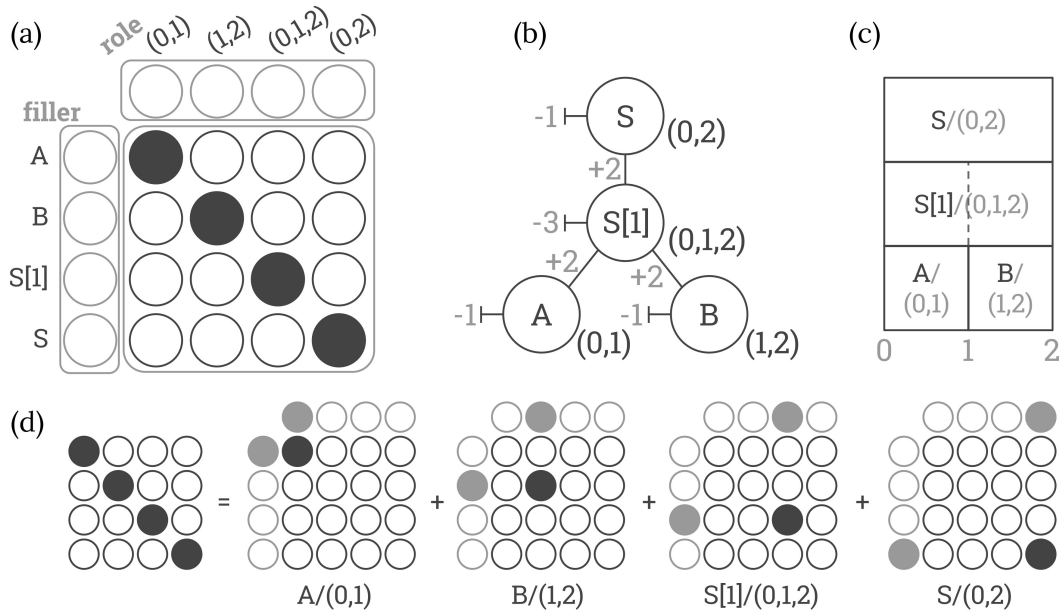 (a)
role (0,1) (1,2) (0,1,2) (0,2)
filler
A
B
S[1]
S
(b)
-1 S (0,2)
+2
-3 S[1] (0,1,2)
+2 +2
-1 A (0,1) -1 B (1,2)
(c)
S/(0,2)
S[1]/(0,1,2)
A/ B/
(0,1) (1,2)
0 1 2
(d)
= + + +
A/(0,1) B/(1,2) S[1]/(0,1,2) S/(0,2)